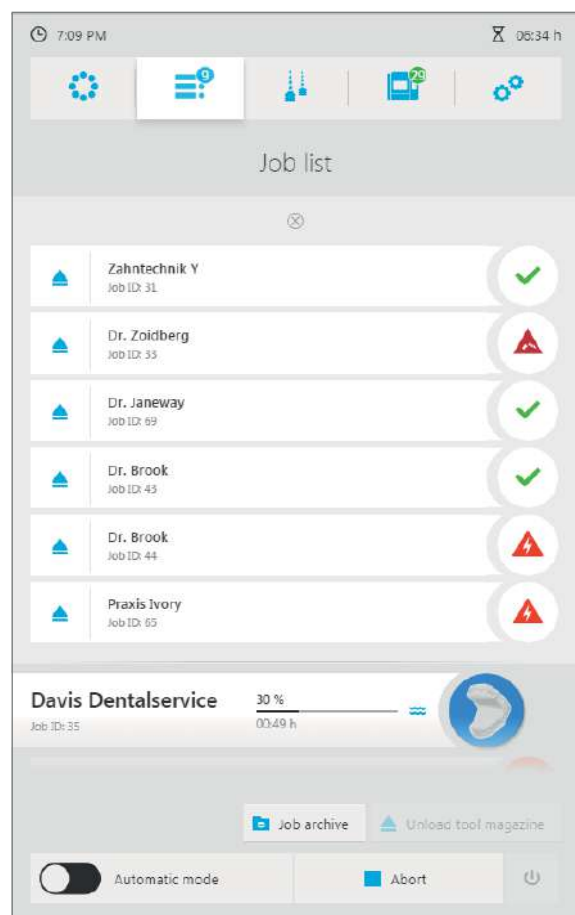 7:09 PM
06:34 h
9
29
Job list
Zahntechnik Y
Job ID: 31
Dr. Zoidberg
Job ID: 33
Dr. Janeway
Job ID: 69
Dr. Brook
Job ID: 43
Dr. Brook
Job ID: 44
Praxis Ivory
Job ID: 65
Davis Dentalservice
30 %
Job ID: 35
00:49 h
Job archive
Unload tool magazine
Automatic mode
Abort